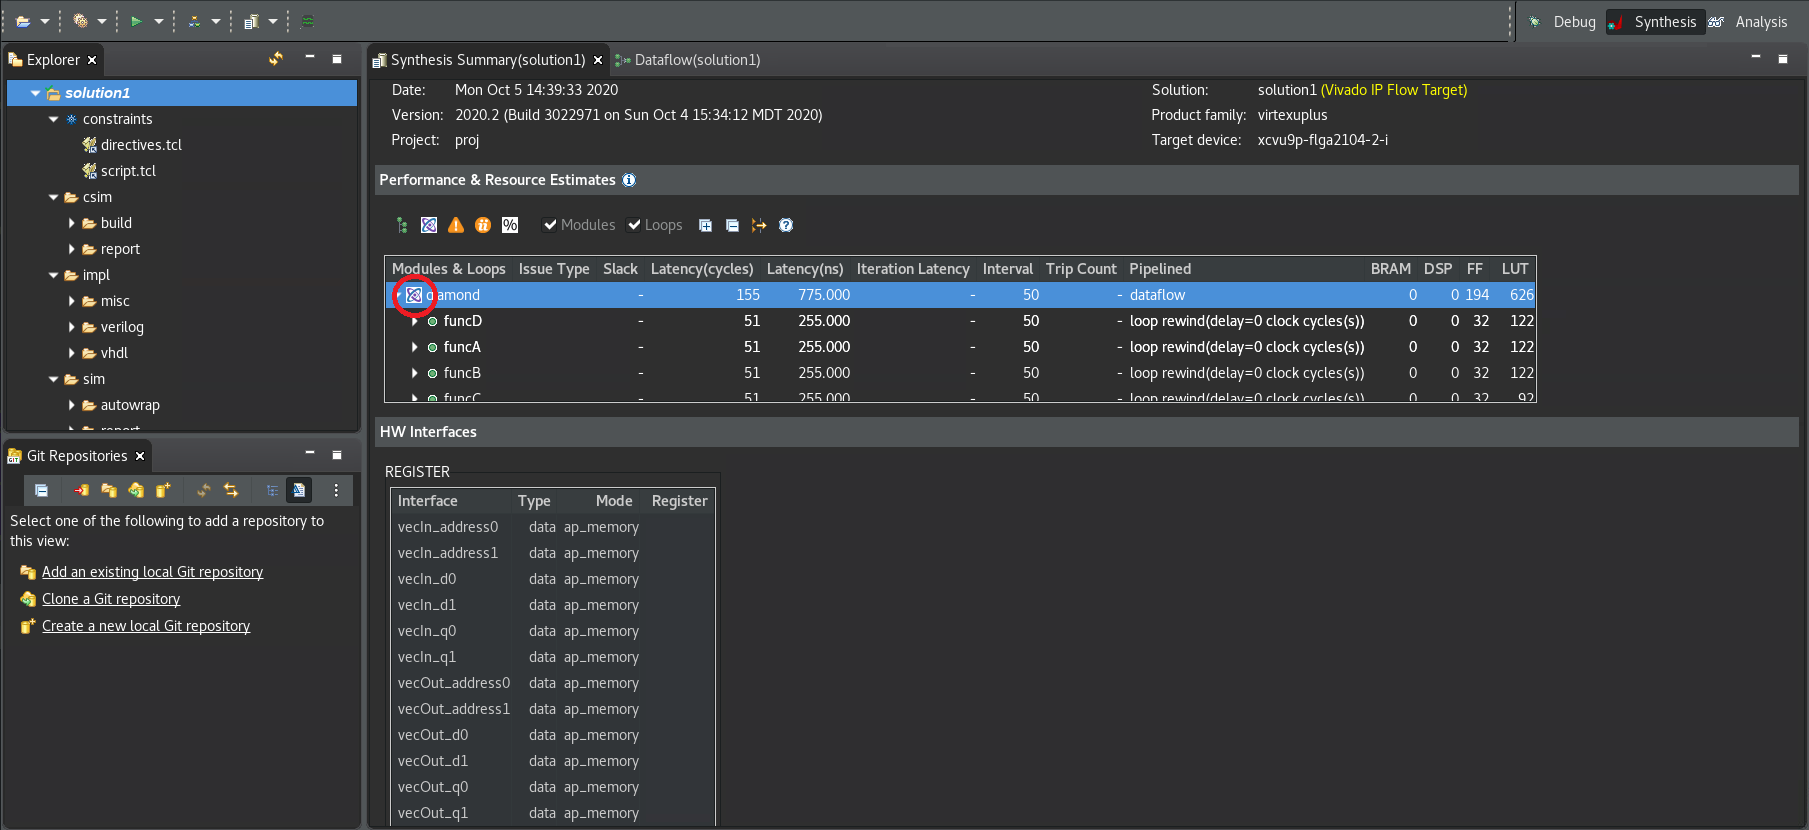 Debug Synthesis Analysis
Explorer
solution1
constraints
directives.tcl
script.tcl
csim
build
report
impl
misc
verilog
vhdl
sim
autowrap
report
Git Repositories
Select one of the following to add a repository to
this view:
Add an existing local Git repository
Clone a Git repository
Create a new local Git repository
Synthesis Summary(solution1) Dataflow(solution1)
Date: Mon Oct 5 14:39:33 2020
Version: 2020.2 (Build 3022971 on Sun Oct 4 15:34:12 MDT 2020)
Project: proj
Solution: solution1 (Vivado IP Flow Target)
Product family: virtexuplus
Target device: xcvu9p-flga2104-2-i
Performance & Resource Estimates
% Modules Loops
Modules & Loops Issue Type Slack Latency(cycles) Latency(ns) Iteration Latency Interval Trip Count Pipelined BRAM DSP FF LUT
diamond - 155 775.000 - 50 - dataflow 0 0 194 626
funcD - 51 255.000 - 50 - loop rewind(delay=0 clock cycles(s)) 0 0 32 122
funcA - 51 255.000 - 50 - loop rewind(delay=0 clock cycles(s)) 0 0 32 122
funcB - 51 255.000 - 50 - loop rewind(delay=0 clock cycles(s)) 0 0 32 122
funcC - 51 255.000 - 50 - loop rewind(delay=0 clock cycles(s)) 0 0 32 92
HW Interfaces
REGISTER
Interface Type Mode Register
vecIn_address0 data ap_memory
vecIn_address1 data ap_memory
vecIn_d0 data ap_memory
vecIn_d1 data ap_memory
vecIn_q0 data ap_memory
vecIn_q1 data ap_memory
vecOut_address0 data ap_memory
vecOut_address1 data ap_memory
vecOut_d0 data ap_memory
vecOut_d1 data ap_memory
vecOut_q0 data ap_memory
vecOut_q1 data ap_memory